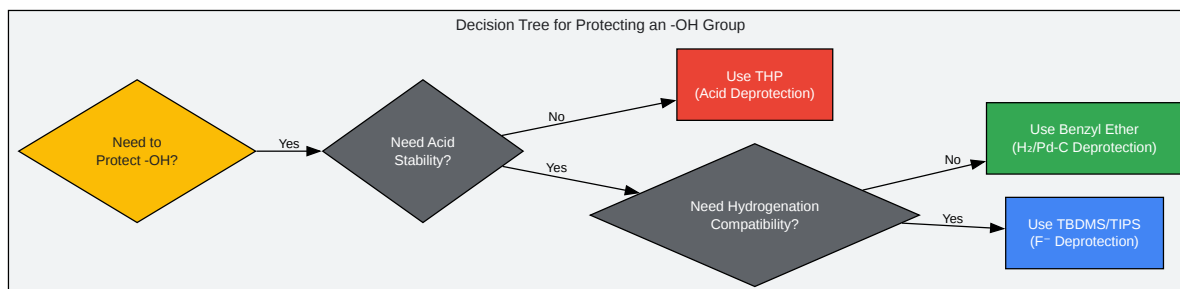 Decision Tree for Protecting an -OH Group
Need to
Protect -OH?
Yes
Need Acid
Stability?
No
Use THP
(Acid Deprotection)
Yes
Need Hydrogenation
Compatibility?
No
Use Benzyl Ether
(H₂/Pd-C Deprotection)
Yes
Use TBDMS/TIPS
(F⁻ Deprotection)